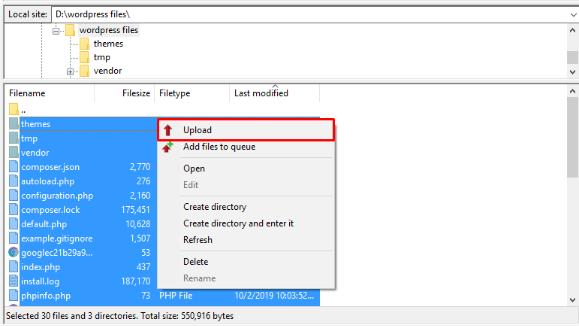 Local site: D:\wordpress files\
wordpress files
themes
tmp
vendor
Filename Filesize Filetype Last modified
..
themes
tmp
vendor
composer.json 2,770
autoload.php 276
configuration.php 2,160
composer.lock 175,451
default.php 10,628
example.gitignore 1,507
googlec21b29a9... 53
index.php 437
install.log 187,170
phpinfo.php 73 PHP File 10/2/2019 10:03:52...
Upload
Add files to queue
Open
Edit
Create directory
Create directory and enter it
Refresh
Delete
Rename
Selected 30 files and 3 directories. Total size: 550,916 bytes